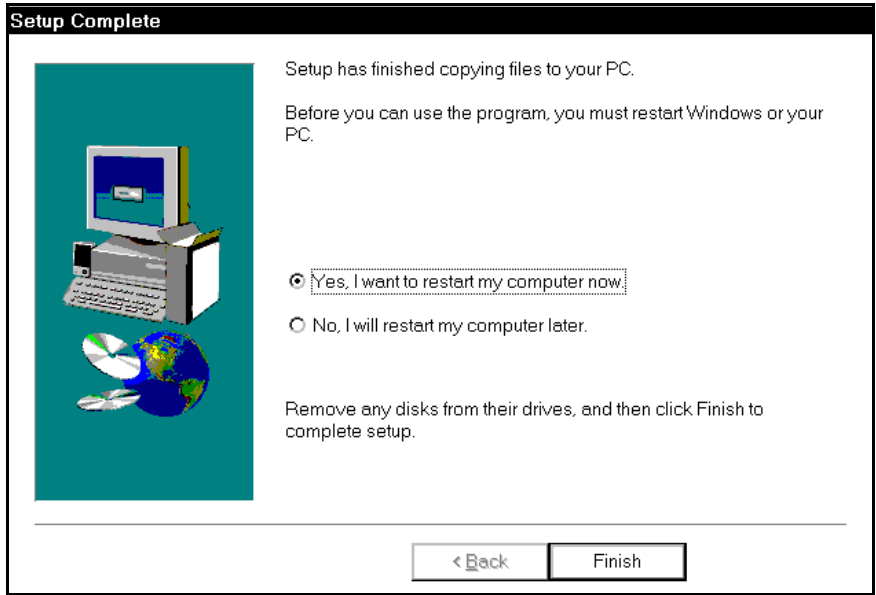 Setup Complete
Setup has finished copying files to your PC.
Before you can use the program, you must restart Windows or your
PC.
Yes, I want to restart my computer now.
No, I will restart my computer later.
Remove any disks from their drives, and then click Finish to
complete setup.
< Back
Finish